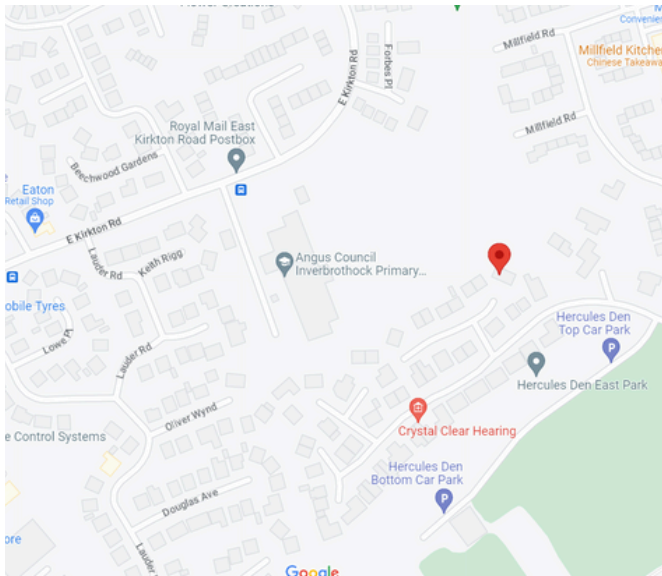 Millfield Rd
Convenie
Millfield Kitche
Chinese Takeawa
Forbes Pl
E Kirkton Rd
Millfield Rd
Royal Mail East
Kirkton Road Postbox
Beechwood Gardens
Eaton
Retail Shop
E Kirkton Rd
Lauder Rd
Keith Rigg
Angus Council
Inverbrothock Primary...
obile Tyres
Lowe Pl
Lauder Rd
Hercules Den
Top Car Park
P
Hercules Den East Park
Oliver Wynd
Crystal Clear Hearing
e Control Systems
Hercules Den
Bottom Car Park
P
Douglas Ave
ore
Lauder
Google